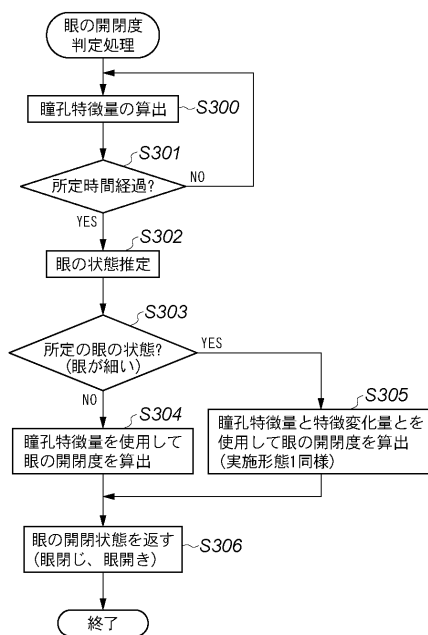 眼の開閉度
判定処理
瞳孔特徴量の算出
S300
S301
所定時間経過?
NO
YES
S302
眼の状態推定
S303
所定の眼の状態?
(眼が細い)
YES
NO
S304
瞳孔特徴量を使用して
眼の開閉度を算出
S305
瞳孔特徴量と特徴変化量とを
使用して眼の開閉度を算出
(実施形態1同様)
眼の開閉状態を返す
(眼閉じ、眼開き)
S306
終了